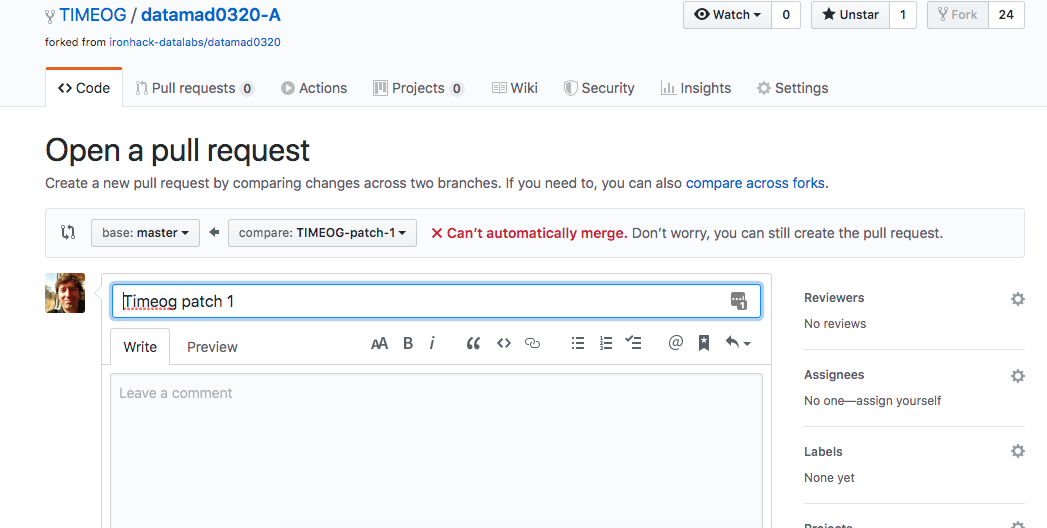 TIMEOG / datamad0320-A
Watch 0 Unstar 1 Fork 24
forked from ironhack-datalabs/datamad0320
Code Pull requests 0 Actions Projects 0 Wiki Security Insights Settings
Open a pull request
Create a new pull request by comparing changes across two branches. If you need to, you can also compare across forks.
base: master compare: TIMEOG-patch-1 Can’t automatically merge. Don’t worry, you can still create the pull request.
Timeog patch 1
1
Write Preview AA B i
Leave a comment
Reviewers
No reviews
Assignees
No one—assign yourself
Labels
None yet
Projects